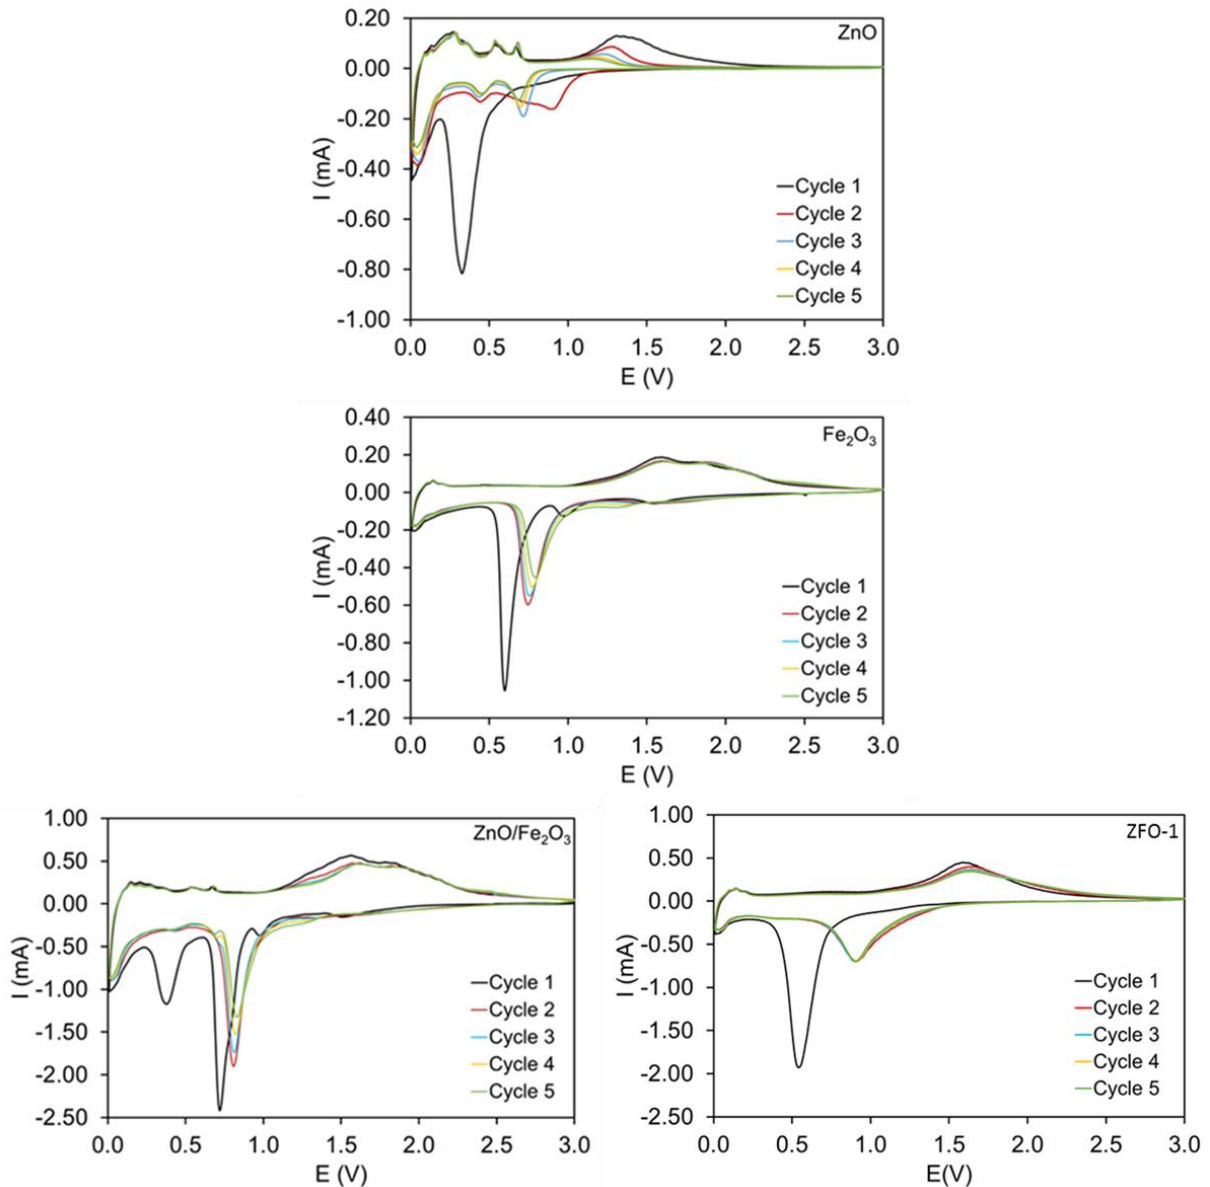 0.20
ZnO
0.00
-0.20
-0.40
-0.60
-0.80
-1.00
I (mA)
Cycle 1
Cycle 2
Cycle 3
Cycle 4
Cycle 5
0.0 0.5 1.0 1.5 2.0 2.5 3.0
E (V)
0.40
Fe₂O₃
0.20
0.00
-0.20
-0.40
-0.60
-0.80
-1.00
-1.20
I (mA)
Cycle 1
Cycle 2
Cycle 3
Cycle 4
Cycle 5
0.0 0.5 1.0 1.5 2.0 2.5 3.0
E (V)
1.00
ZnO/Fe₂O₃
0.50
0.00
-0.50
-1.00
-1.50
-2.00
-2.50
I (mA)
Cycle 1
Cycle 2
Cycle 3
Cycle 4
Cycle 5
0.0 0.5 1.0 1.5 2.0 2.5 3.0
E (V)
1.00
ZFO-1
0.50
0.00
-0.50
-1.00
-1.50
-2.00
-2.50
I (mA)
Cycle 1
Cycle 2
Cycle 3
Cycle 4
Cycle 5
0.0 0.5 1.0 1.5 2.0 2.5 3.0
E(V)